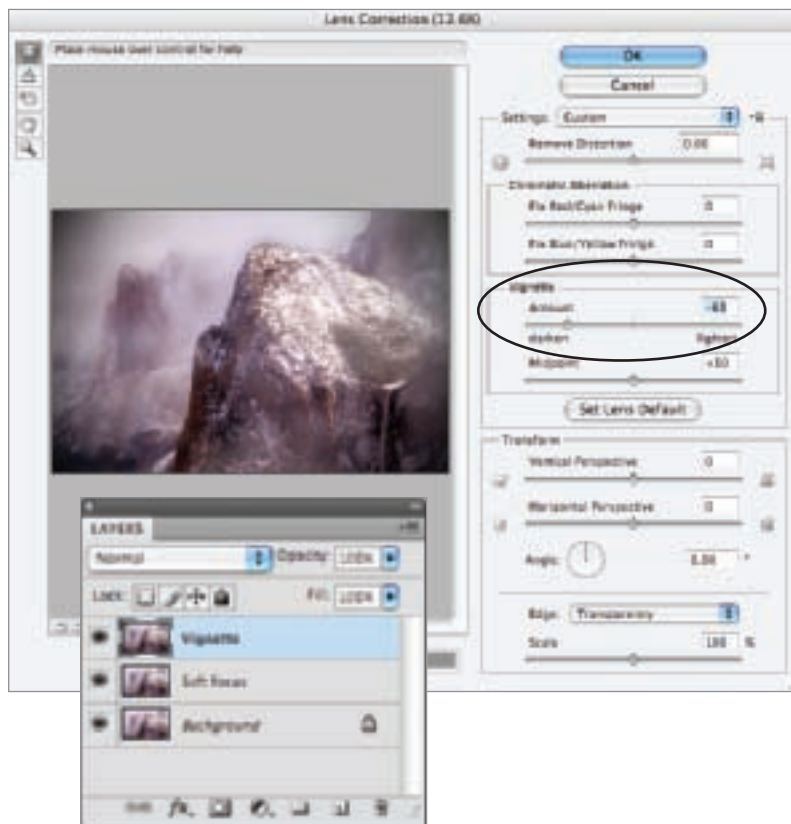 Lens Correction (12.6%)
Place mouse over control for help
OK
Cancel
Settings: Custom
Remove Distortion 0.00
Chromatic Aberration
Fix Red/Cyan Fringe 0
Fix Blue/Yellow Fringe 0
Vignette
Amount
darken lighten
Midpoint +50
Set Lens Default
Transform
Vertical Perspective 0
Horizontal Perspective 0
Angle: 0.00 °
Edge: Transparency
Scale 100 %
LAYERS
Normal Opacity: 100%
Lock: Fill: 100%
Vignette
Soft Focus
Background